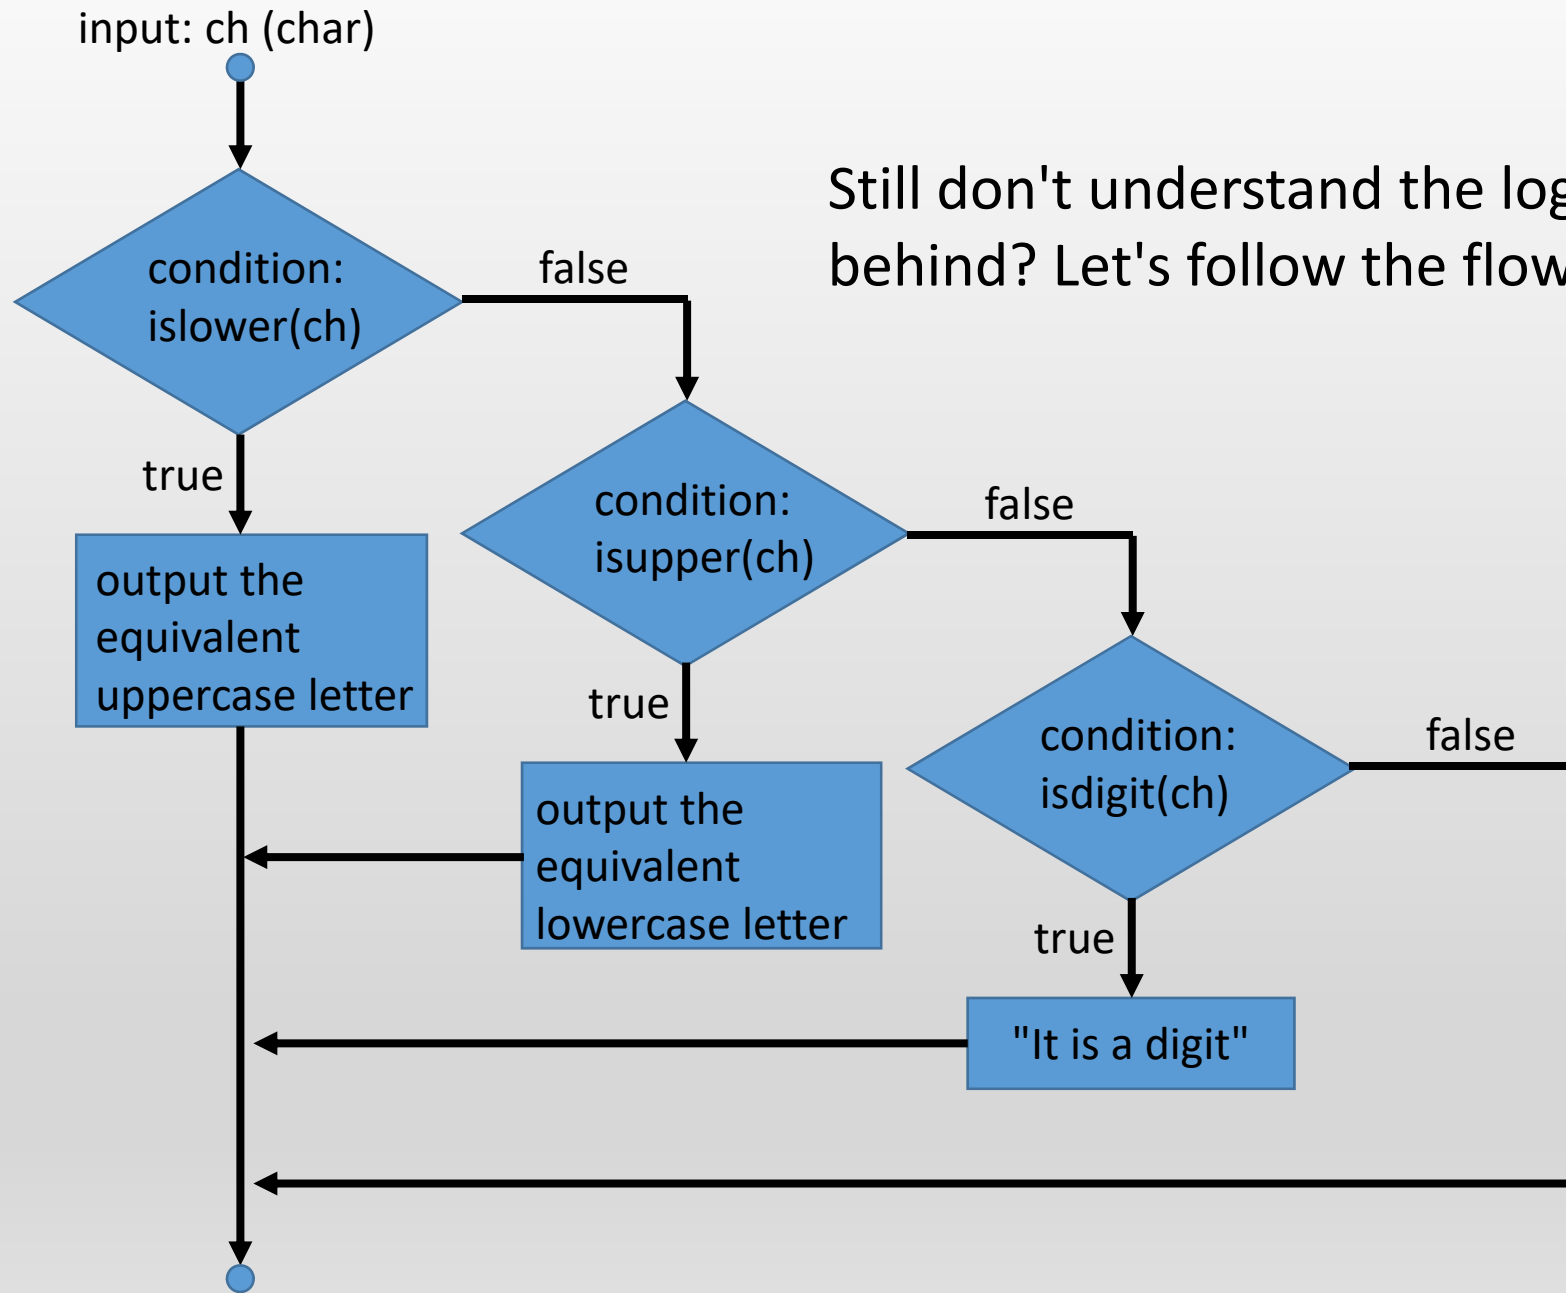 input: ch (char)
Still don't understand the
behind? Let's follow the
condition:
islower(ch)
false
true
output the
equivalent
uppercase letter
condition:
isupper(ch)
false
true
output the
equivalent
lowercase letter
condition:
isdigit(ch)
false
true
"It is a digit"